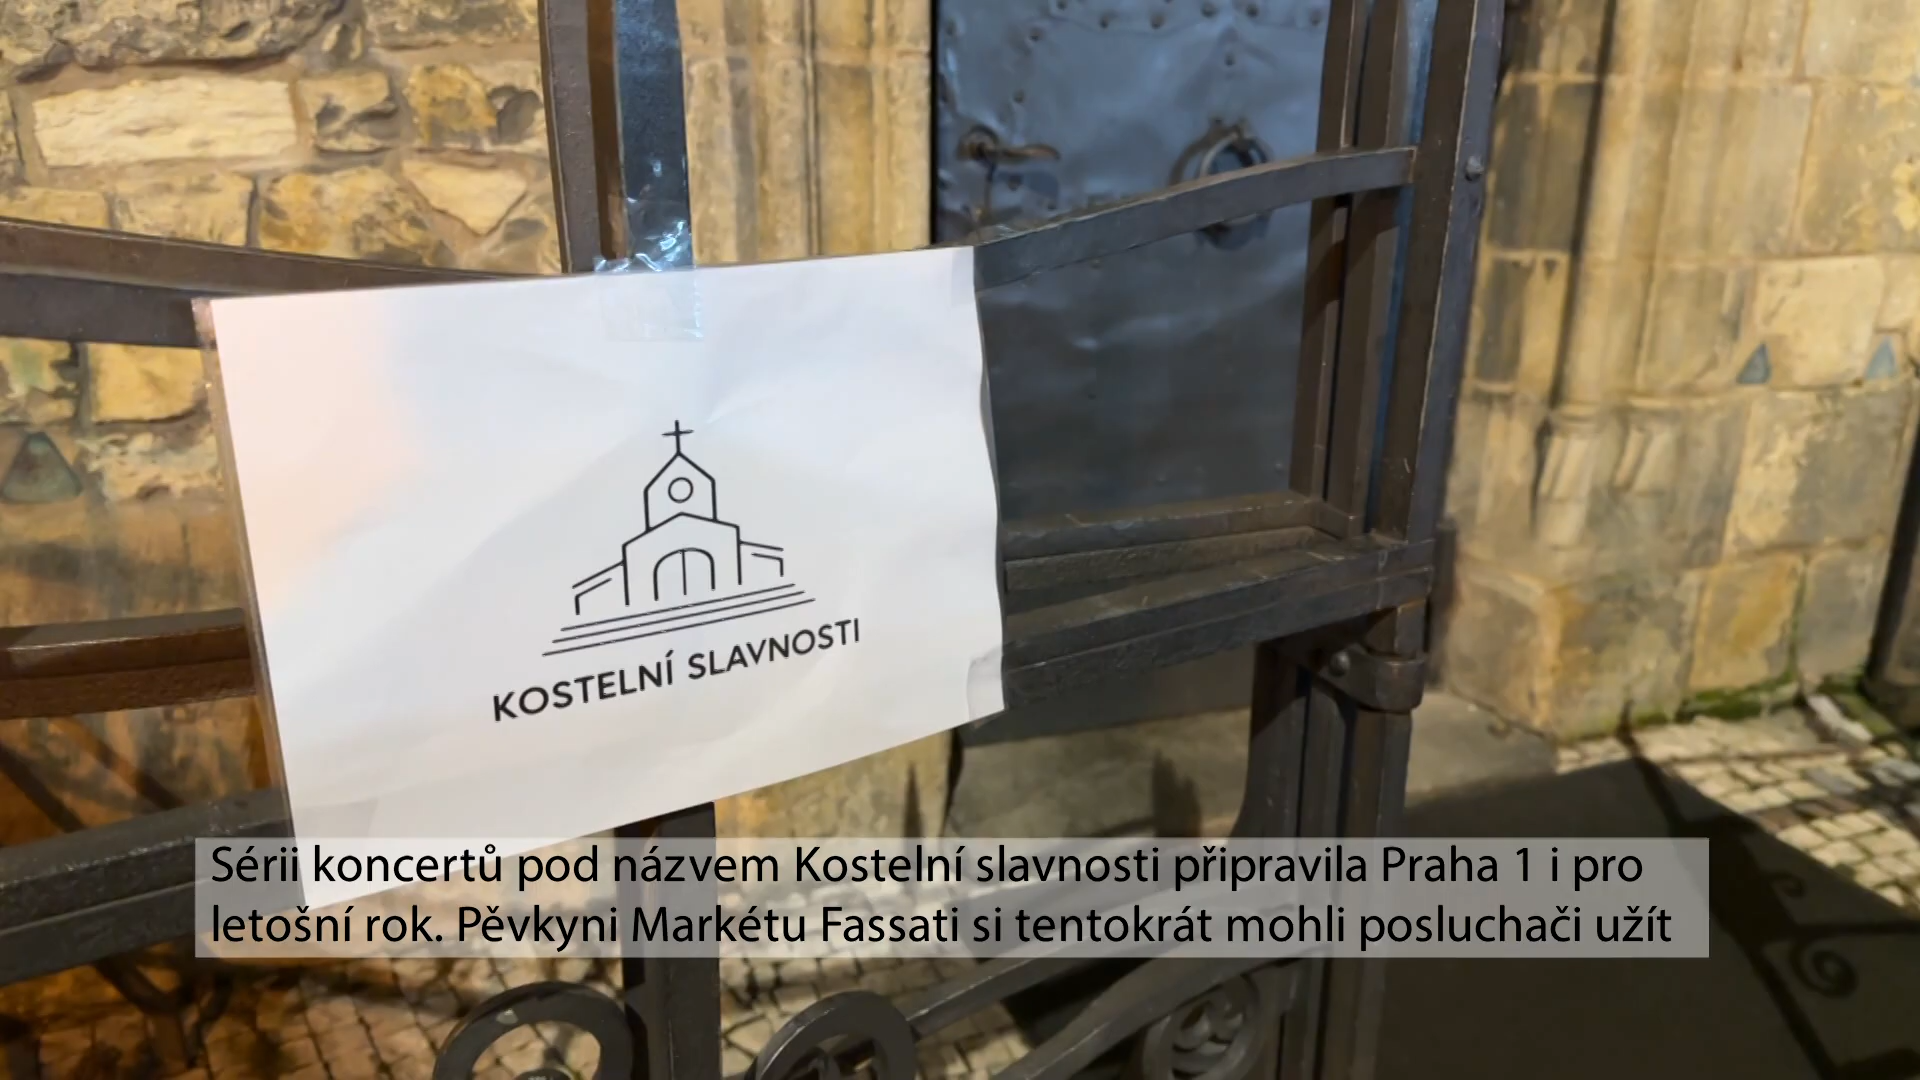 KOSTELNÍ SLAVNOSTI
Sérii koncertů pod názvem Kostelní slavnosti připravila Praha 1 i pro
letošní rok. Pěvkyni Markétu Fassati si tentokrát mohli posluchači užít